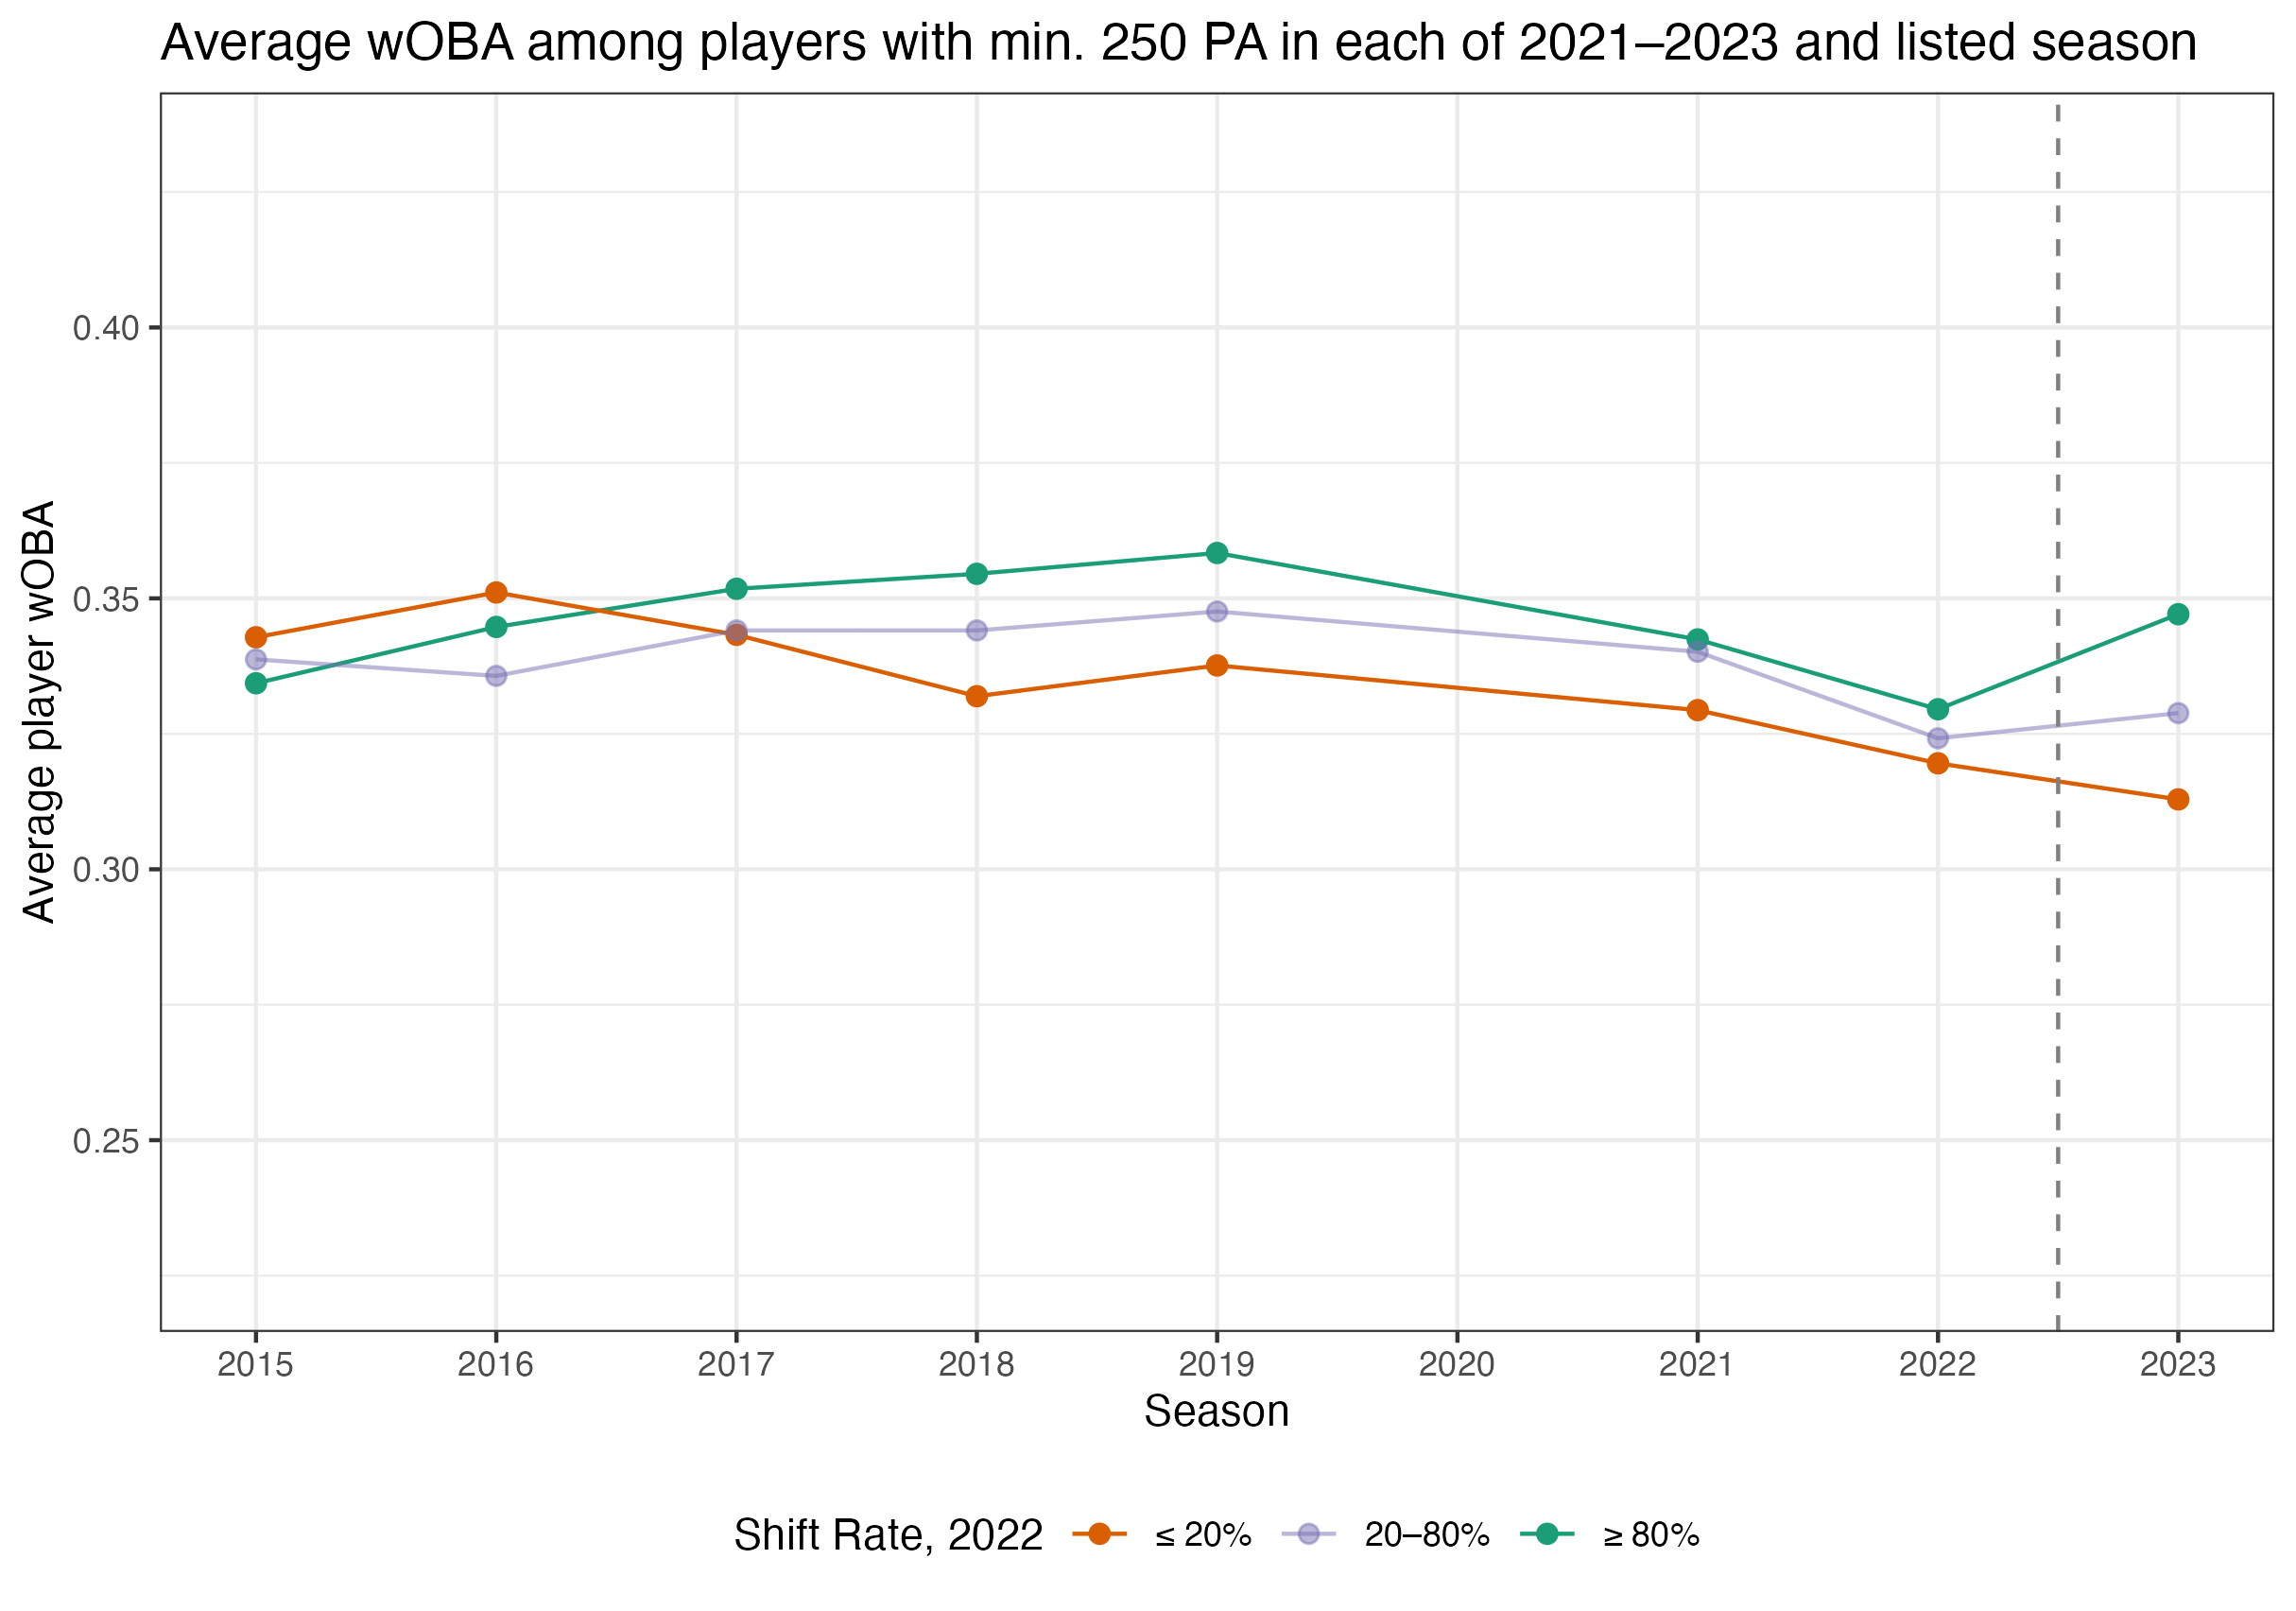 Average wOBA among players with min. 250 PA in each of 2021–2023 and listed season
Average player wOBA
0.40
0.35
0.30
0.25
2015 2016 2017 2018 2019 2020 2021 2022 2023
Season
Shift Rate, 2022 ≤ 20% 20–80% ≥ 80%